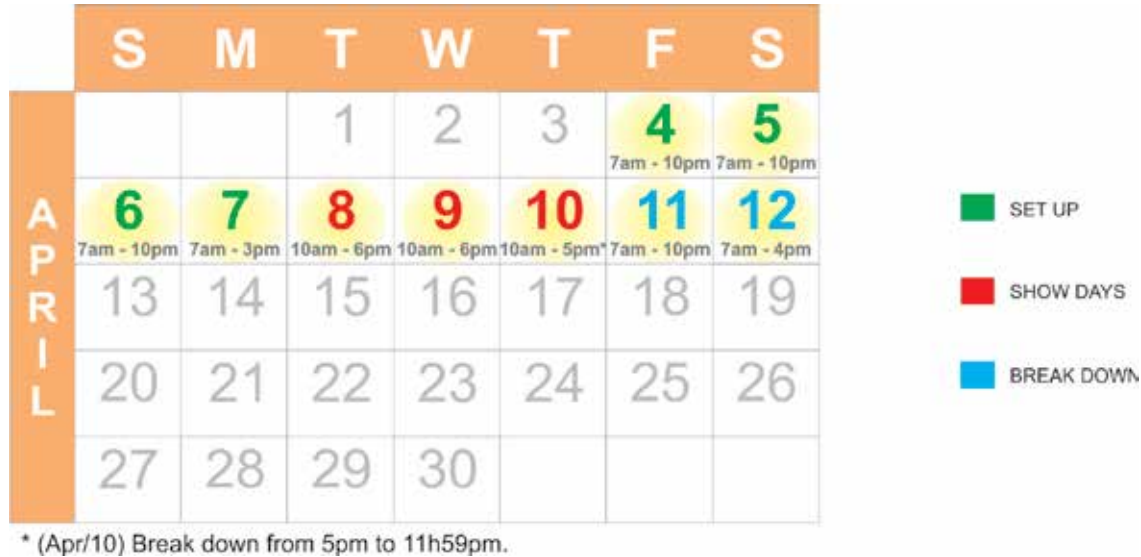 S M T W T F S
APRIL
1 2 3 4 5
7am - 10pm 7am - 10pm
6 7 8 9 10 11 12
7am - 10pm 7am - 3pm 10am - 6pm 10am - 6pm 10am - 5pm* 7am - 10pm 7am - 4pm
13 14 15 16 17 18 19
20 21 22 23 24 25 26
27 28 29 30
SET UP
SHOW DAYS
BREAK DOWN
* (Apr/10) Break down from 5pm to 11h59pm.